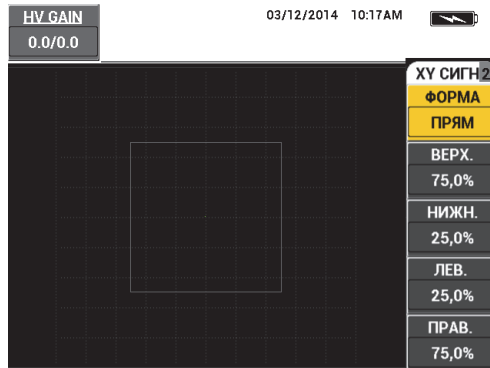 HV GAIN
0.0/0.0
03/12/2014 10:17AM
XY СИГН 2
ФОРМА
ПРЯМ
ВЕРХ.
75,0%
НИЖН.
25,0%
ЛЕВ.
25,0%
ПРАВ.
75,0%